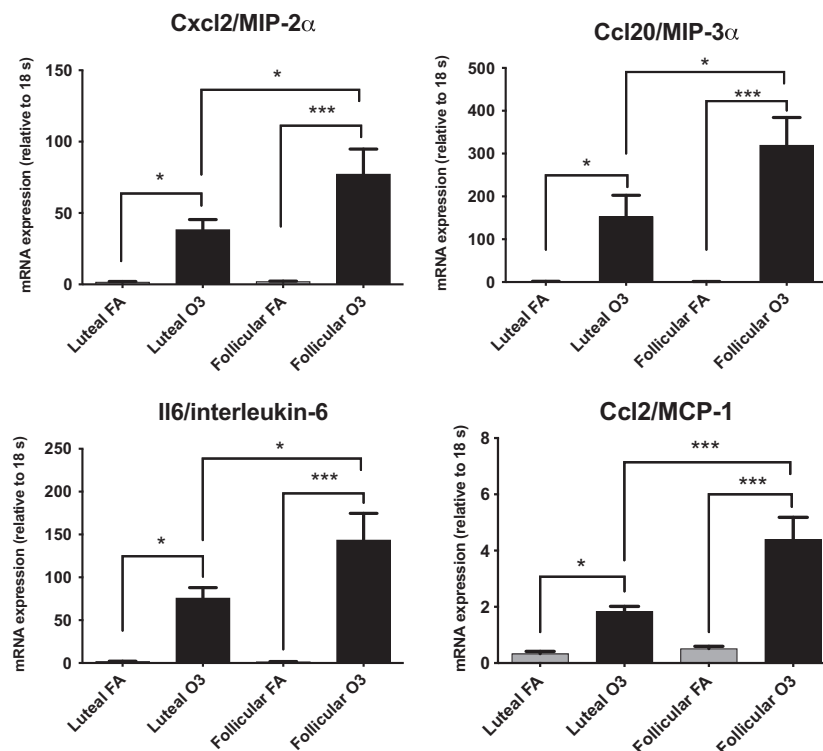 Cxcl2/MIP-2α
mRNA expression (relative to 18 s)
150
100
50
0
*
***
*
Luteal FA
Luteal O3
Follicular FA
Follicular O3
Ccl20/MIP-3α
mRNA expression (relative to 18 s)
500
400
300
200
100
0
*
***
*
Luteal FA
Luteal O3
Follicular FA
Follicular O3
Il6/interleukin-6
mRNA expression (relative to 18 s)
250
200
150
100
50
0
*
***
*
Luteal FA
Luteal O3
Follicular FA
Follicular O3
Ccl2/MCP-1
mRNA expression (relative to 18 s)
8
6
4
2
0
***
***
*
Luteal FA
Luteal O3
Follicular FA
Follicular O3